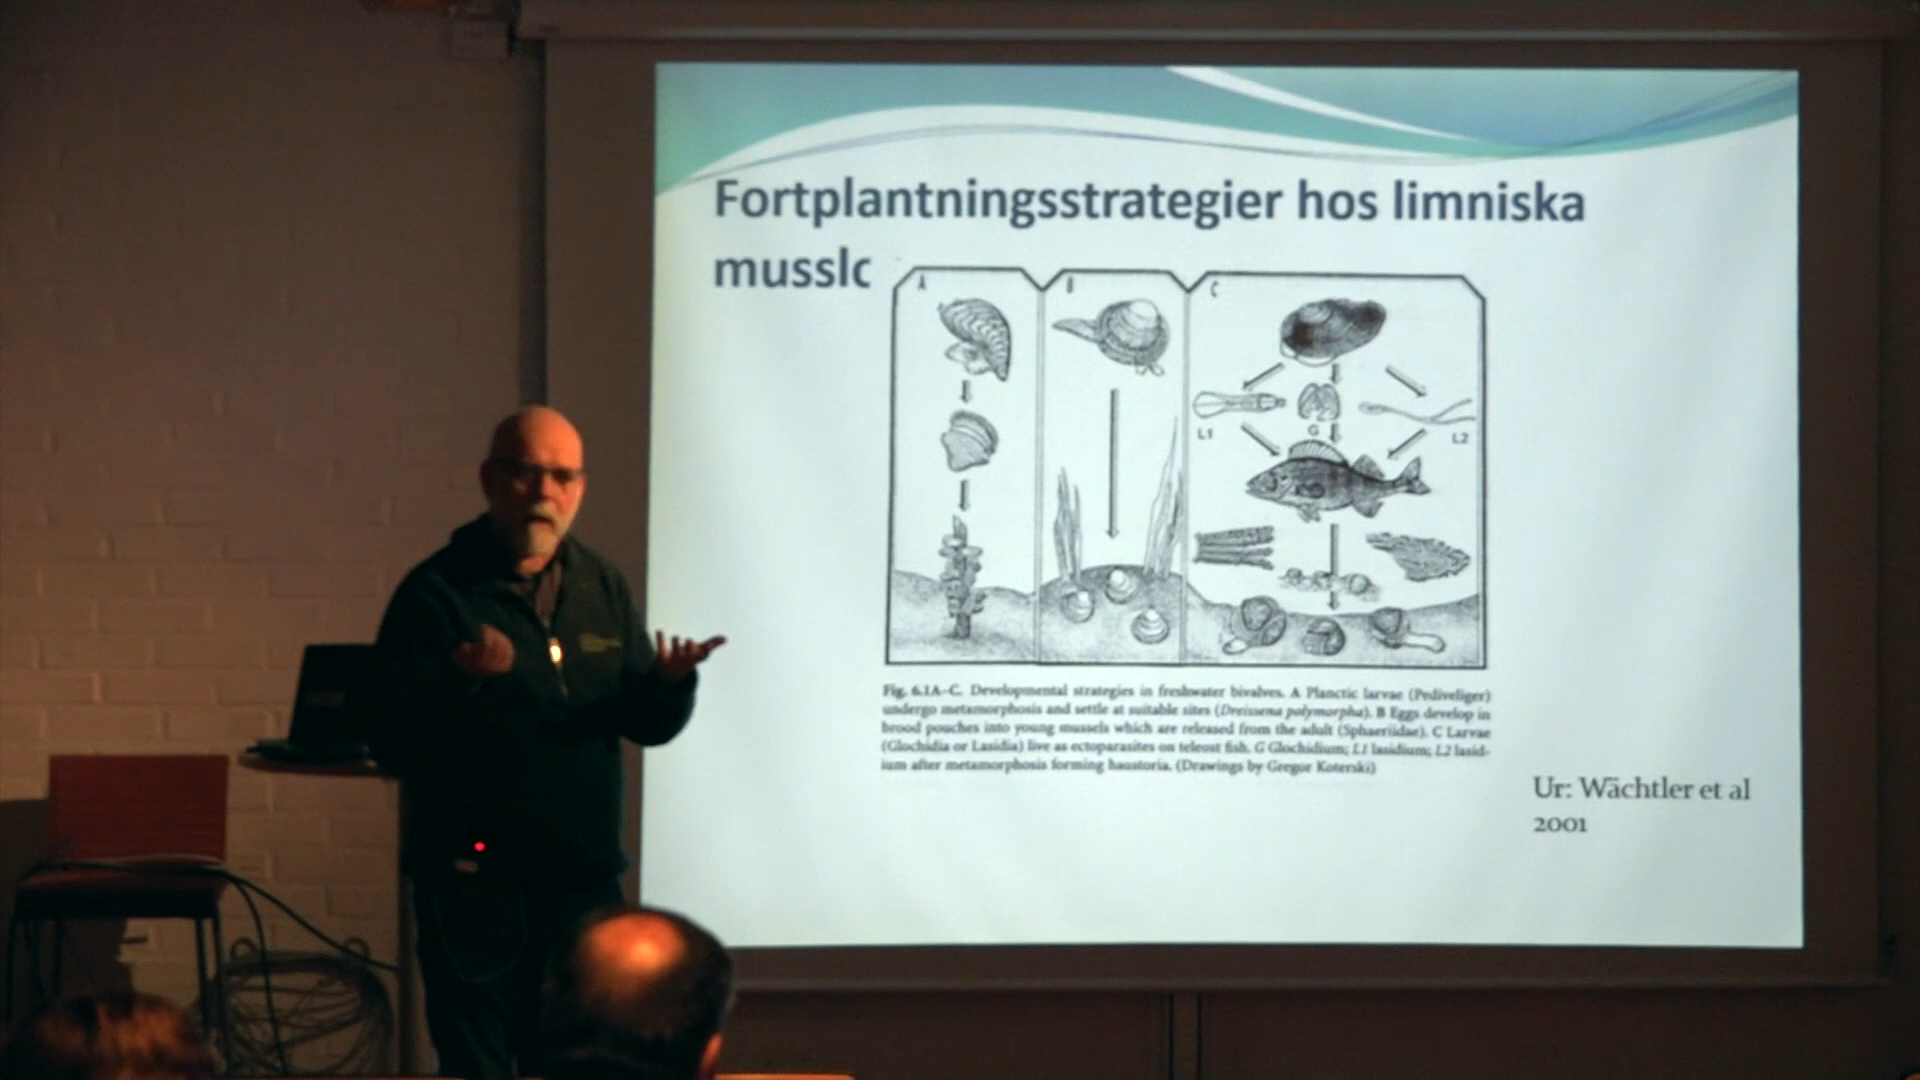 Fortplantningsstrategier hos limniska
musslc
A
B
C
L1
G
L2
Fig. 6.1A–C. Developmental strategies in freshwater bivalves. A Planctic larvae (Pediveliger)
undergo metamorphosis and settle at suitable sites (Dreissena polymorpha). B Eggs develop in
brood pouches into young mussels which are released from the adult (Sphaeriidae). C Larvae
(Glochidia or Lasidia) live as ectoparasites on teleost fish. G Glochidium; L1 lasidium; L2 lasid-
ium after metamorphosis forming haustoria. (Drawings by Gregor Koterski)
Ur: Wächtler et al
2001